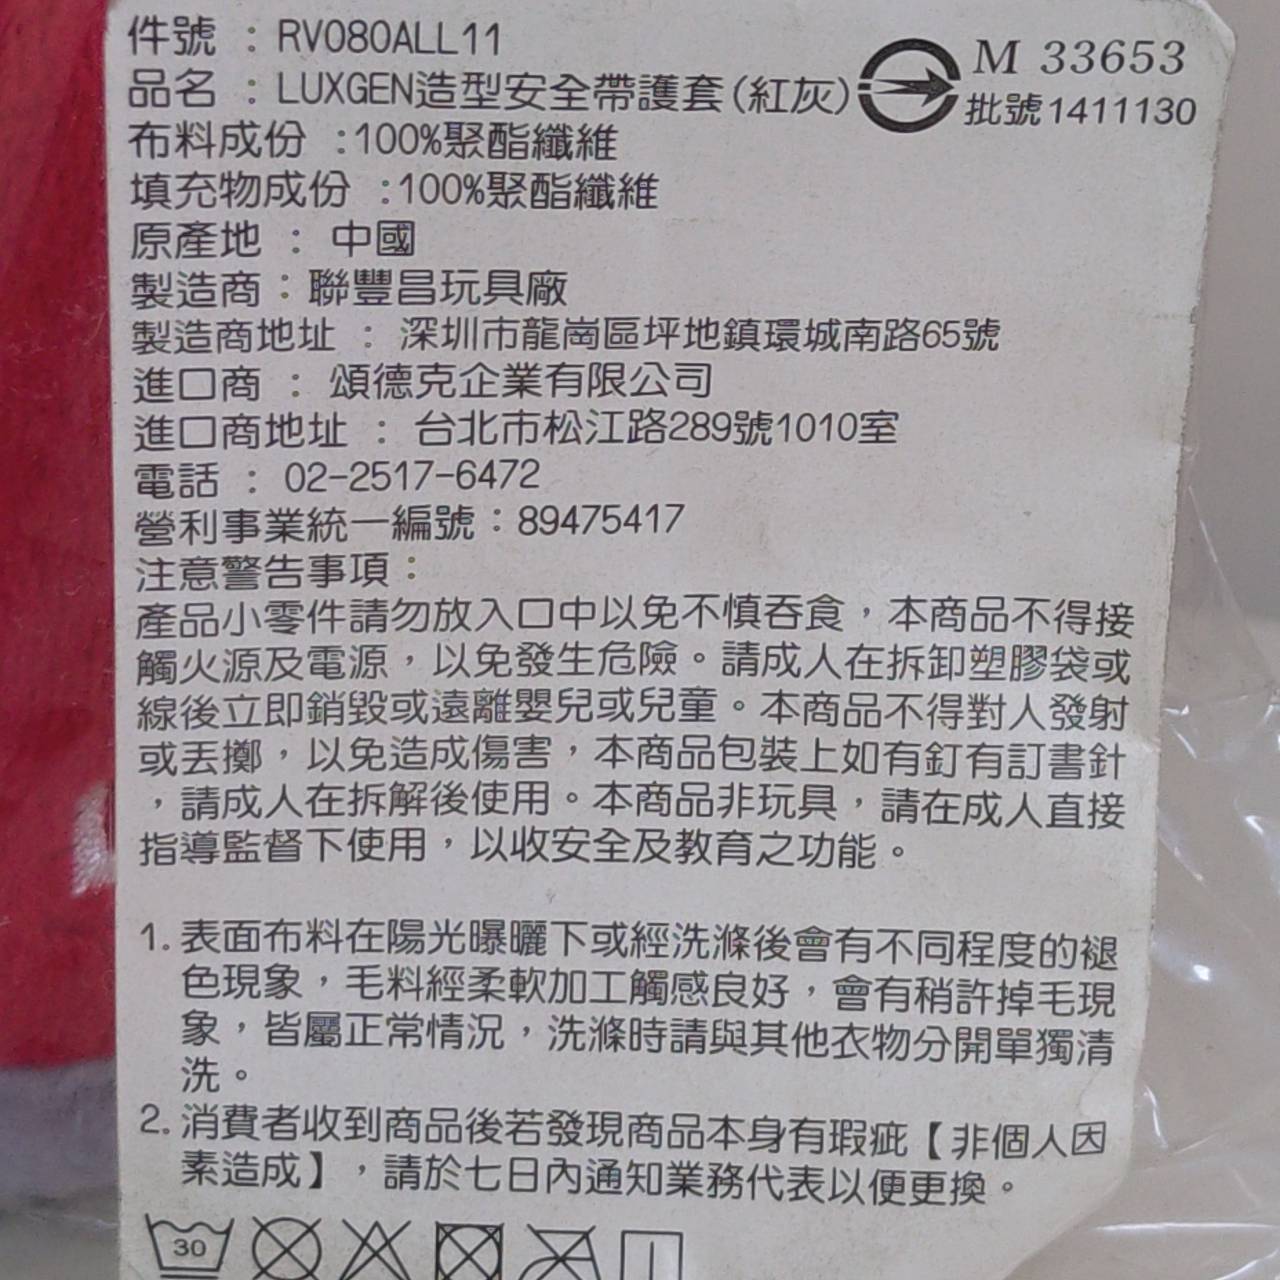 件號 : RV080ALL11
品名 : LUXGEN造型安全帶護套(紅灰)
M 33653
批號1411130
布料成份 :100%聚酯纖維
填充物成份 :100%聚酯纖維
原產地 : 中國
製造商：聯豐昌玩具廠
製造商地址 : 深圳市龍崗區坪地鎮環城南路65號
進口商 : 頌德克企業有限公司
進口商地址 : 台北市松江路289號1010室
電話 : 02-2517-6472
營利事業統一編號：89475417
注意警告事項：
產品小零件請勿放入口中以免不慎吞食，本商品不得接
觸火源及電源，以免發生危險。請成人在拆卸塑膠袋或
線後立即銷毀或遠離嬰兒或兒童。本商品不得對人發射
或丟擲，以免造成傷害，本商品包裝上如有釘有訂書針
，請成人在拆解後使用。本商品非玩具，請在成人直接
指導監督下使用，以收安全及教育之功能。
1. 表面布料在陽光曝曬下或經洗滌後會有不同程度的褪
色現象，毛料經柔軟加工觸感良好，會有稍許掉毛現
象，皆屬正常情況，洗滌時請與其他衣物分開單獨清
洗。
2. 消費者收到商品後若發現商品本身有瑕疵【非個人因
素造成】，請於七日內通知業務代表以便更換。
30